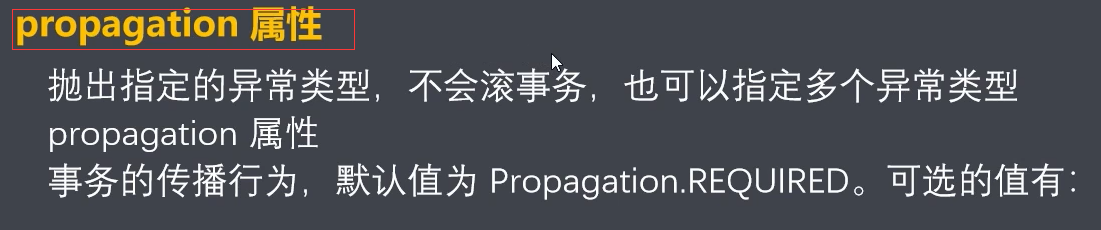 propagation 属性
抛出指定的异常类型，不会滚事务，也可以指定多个异常类型
propagation 属性
事务的传播行为，默认值为 Propagation.REQUIRED。可选的值有：